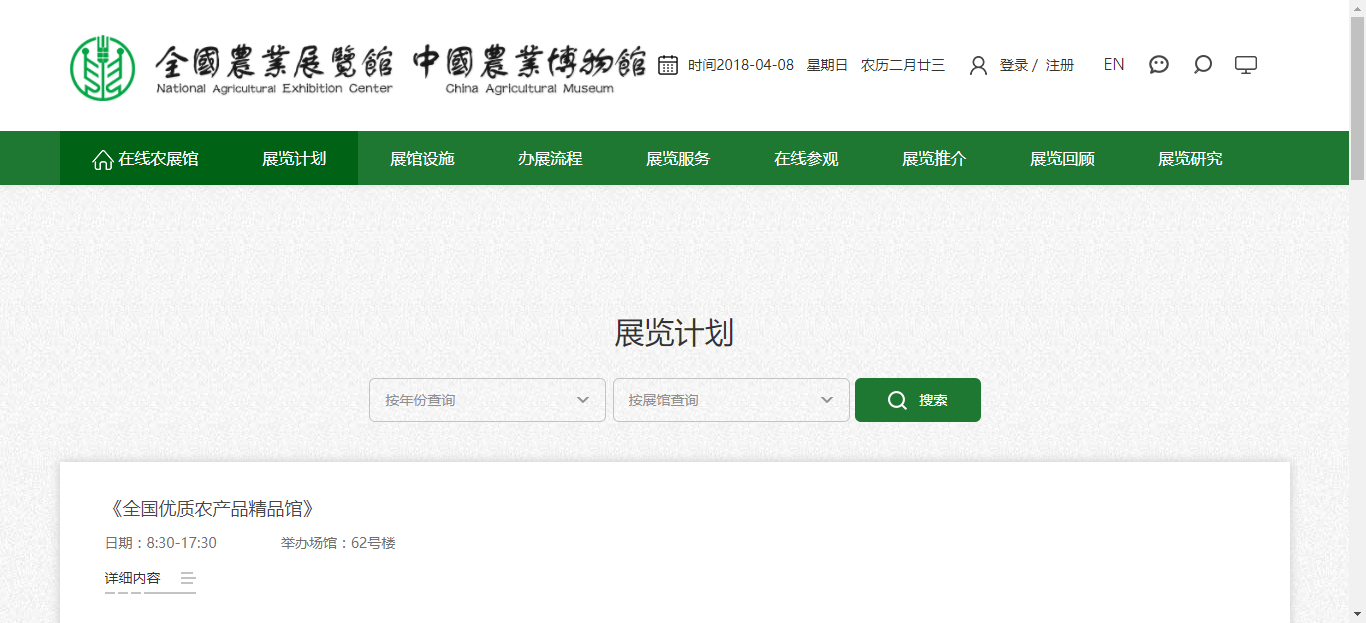 全國農業展覽館 中國農業博物館
National Agricultural Exhibition Center China Agricultural Museum
时间2018-04-08 星期日 农历二月廿三 登录 / 注册 EN
在线农展馆 展览计划 展馆设施 办展流程 展览服务 在线参观 展览推介 展览回顾 展览研究
展览计划
按年份查询 按展馆查询 搜索
《全国优质农产品精品馆》
日期：8:30-17:30 举办场馆：62号楼
详细内容